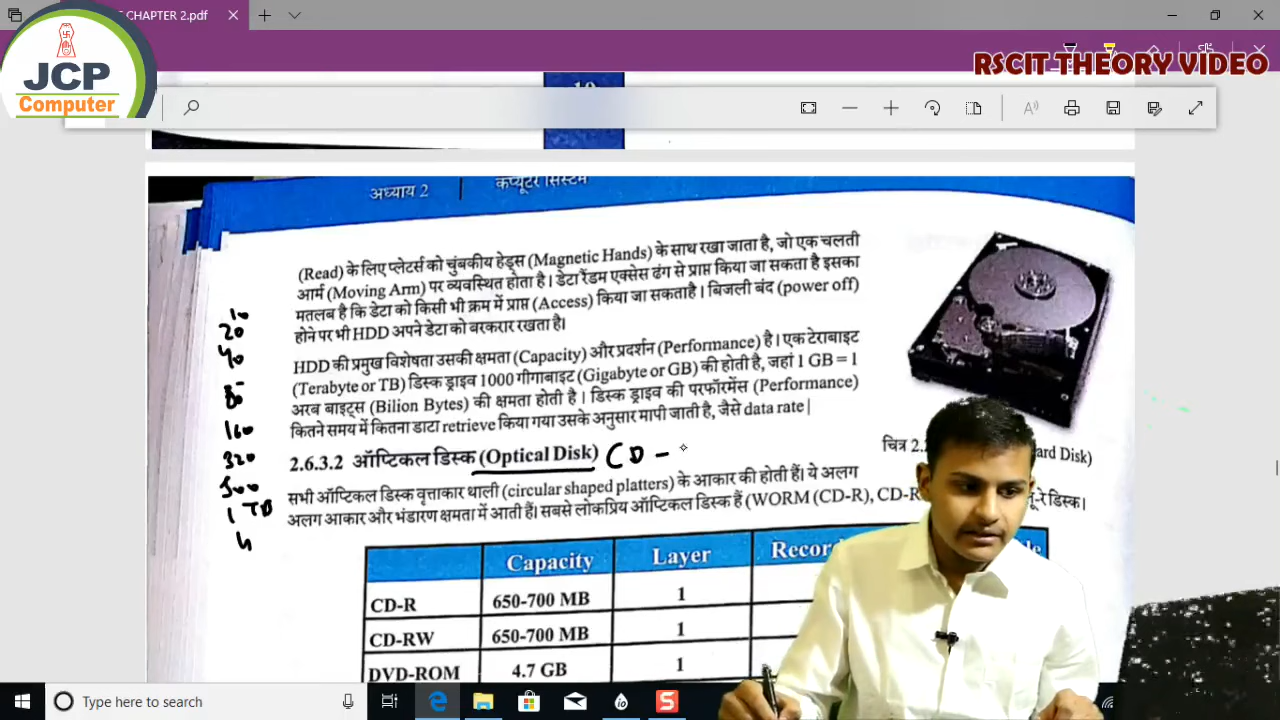 CHAPTER 2.pdf
JCP
Computer
RSCIT THEORY VIDEO
अध्याय 2
कंप्यूटर सिस्टम
(Read) के लिए प्लेटर्स को चुंबकीय हेड्स (Magnetic Hands) के साथ रखा जाता है, जो एक चलती
आर्म (Moving Arm) पर व्यवस्थित होता है। डेटा रैंडम एक्सेस ढंग से प्राप्त किया जा सकता है इसका
मतलब है कि डेटा को किसी भी क्रम में प्राप्त (Access) किया जा सकताहै। बिजली बंद (power off)
होने पर भी HDD अपने डेटा को बरकरार रखता है।
HDD की प्रमुख विशेषता उसकी क्षमता (Capacity) और प्रदर्शन (Performance) है। एक टेराबाइट
(Terabyte or TB) डिस्क ड्राइव 1000 गीगाबाइट (Gigabyte or GB) की होती है, जहां 1 GB = 1
अरब बाइट्स (Bilion Bytes) की क्षमता होती है। डिस्क ड्राइव की परफॉरमेंस (Performance)
कितने समय में कितना डाटा retrieve किया गया उसके अनुसार मापी जाती है, जैसे data rate |
10
20
40
80
160
320
500
1 TB
4
चित्र 2.
ard Disk)
2.6.3.2 ऑप्टिकल डिस्क (Optical Disk) CD -
सभी ऑप्टिकल डिस्क वृत्ताकार थाली (circular shaped platters) के आकार की होती हैं। ये अलग
अलग आकार और भंडारण क्षमता में आती हैं। सबसे लोकप्रिय ऑप्टिकल डिस्क हैं (WORM (CD-R), CD-R रे डिस्क।
Capacity Layer Record
CD-R 650-700 MB 1
CD-RW 650-700 MB 1
DVD-ROM 4.7 GB 1
Type here to search